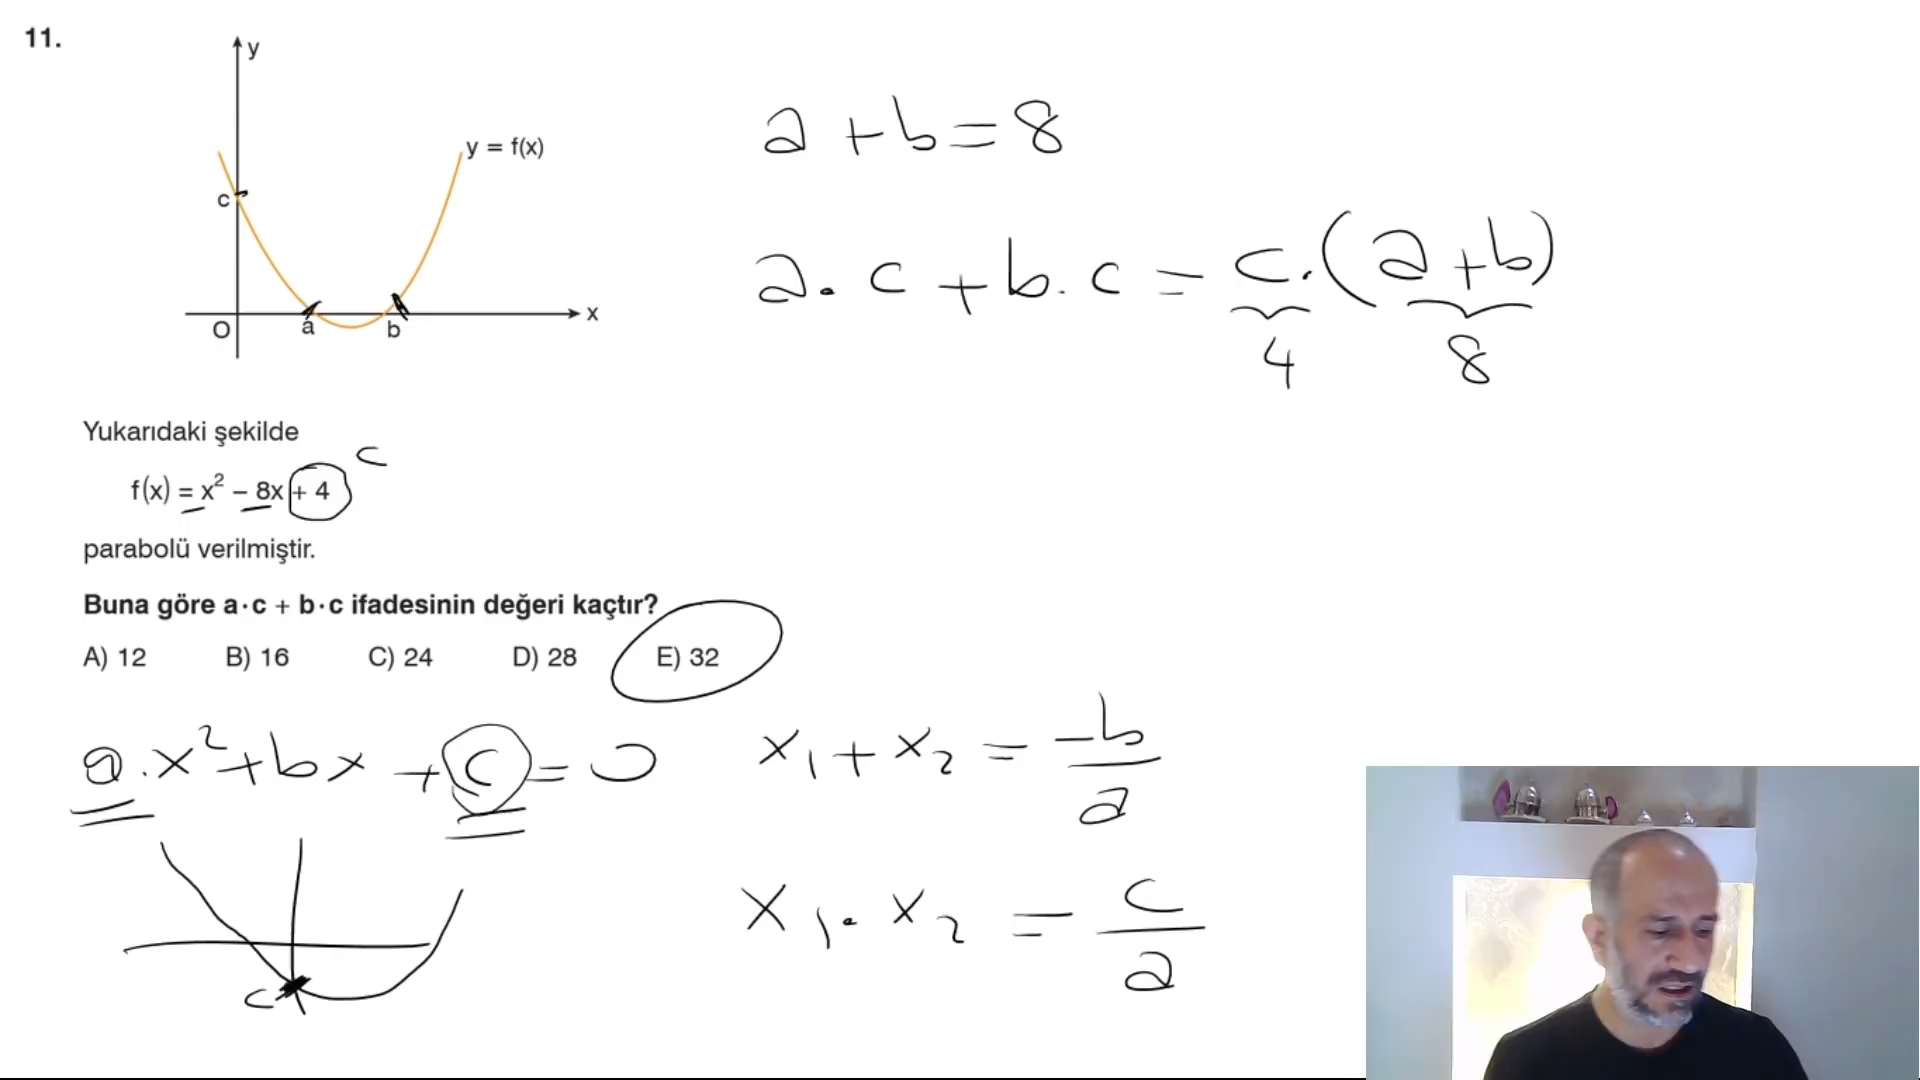 11.
y
y = f(x)
c
O
a
b
x
a + b = 8
a . c + b . c = c . (a + b)
4
8
Yukarıdaki şekilde
c
f(x) = x² – 8x + 4
parabolü verilmiştir.
Buna göre a·c + b·c ifadesinin değeri kaçtır?
A) 12 B) 16 C) 24 D) 28 E) 32
a.x² + bx + c = 0
c
x₁ + x₂ = -b/a
x₁ . x₂ = c/a